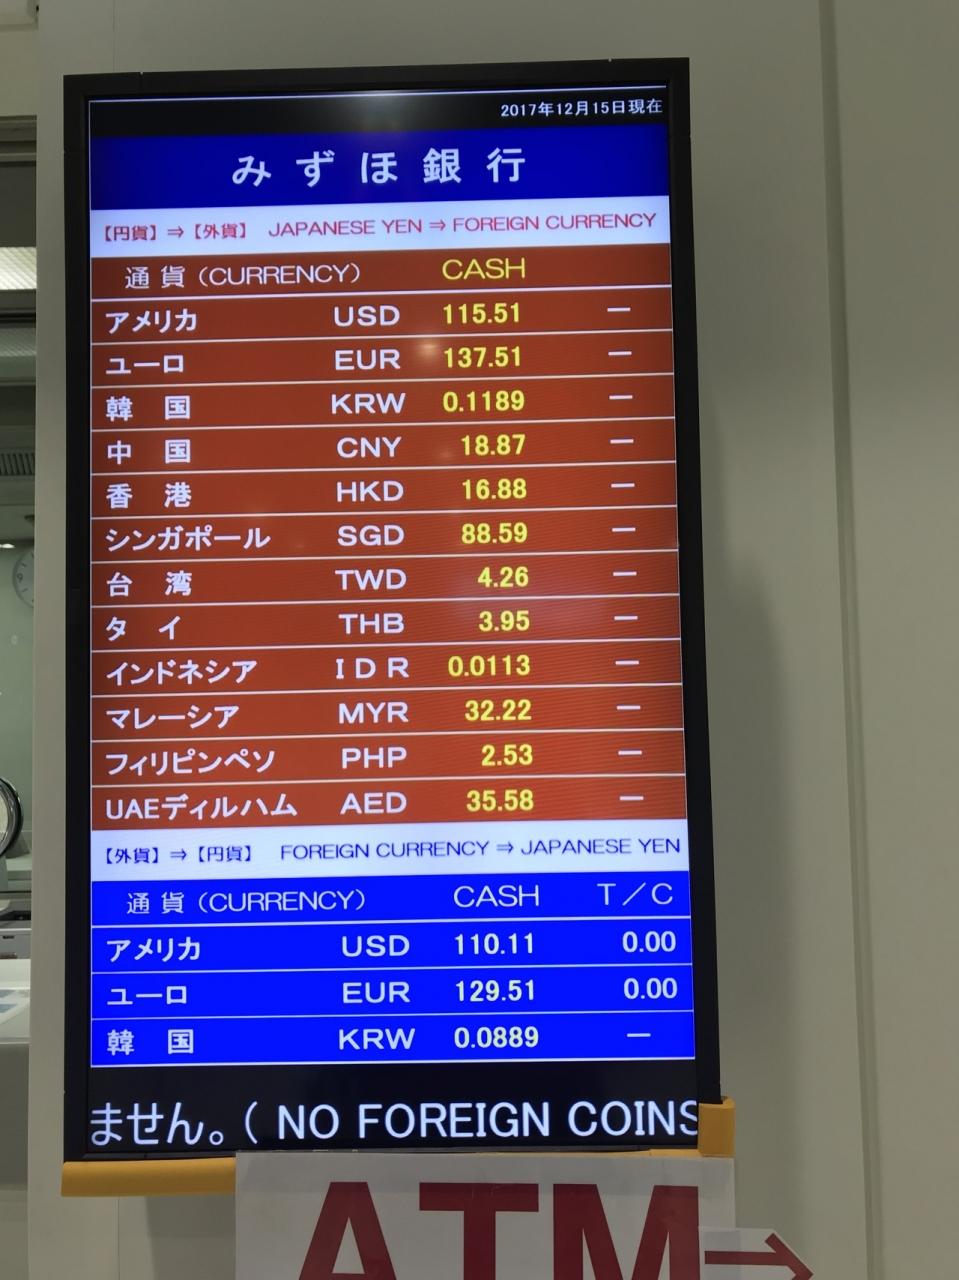 2017年12月15日現在
みずほ銀行
【円貨】⇒【外貨】 JAPANESE YEN ⇒ FOREIGN CURRENCY
通貨（CURRENCY） CASH
アメリカ USD 115.51 ー
ユーロ EUR 137.51 ー
韓国 KRW 0.1189 ー
中国 CNY 18.87 ー
香港 HKD 16.88 ー
シンガポール SGD 88.59 ー
台湾 TWD 4.26 ー
タイ THB 3.95 ー
インドネシア IDR 0.0113 ー
マレーシア MYR 32.22 ー
フィリピンペソ PHP 2.53 ー
UAEディルハム AED 35.58 ー
【外貨】⇒【円貨】 FOREIGN CURRENCY ⇒ JAPANESE YEN
通貨（CURRENCY） CASH T／C
アメリカ USD 110.11 0.00
ユーロ EUR 129.51 0.00
韓国 KRW 0.0889 ー
ません。( NO FOREIGN COINS
ATM→